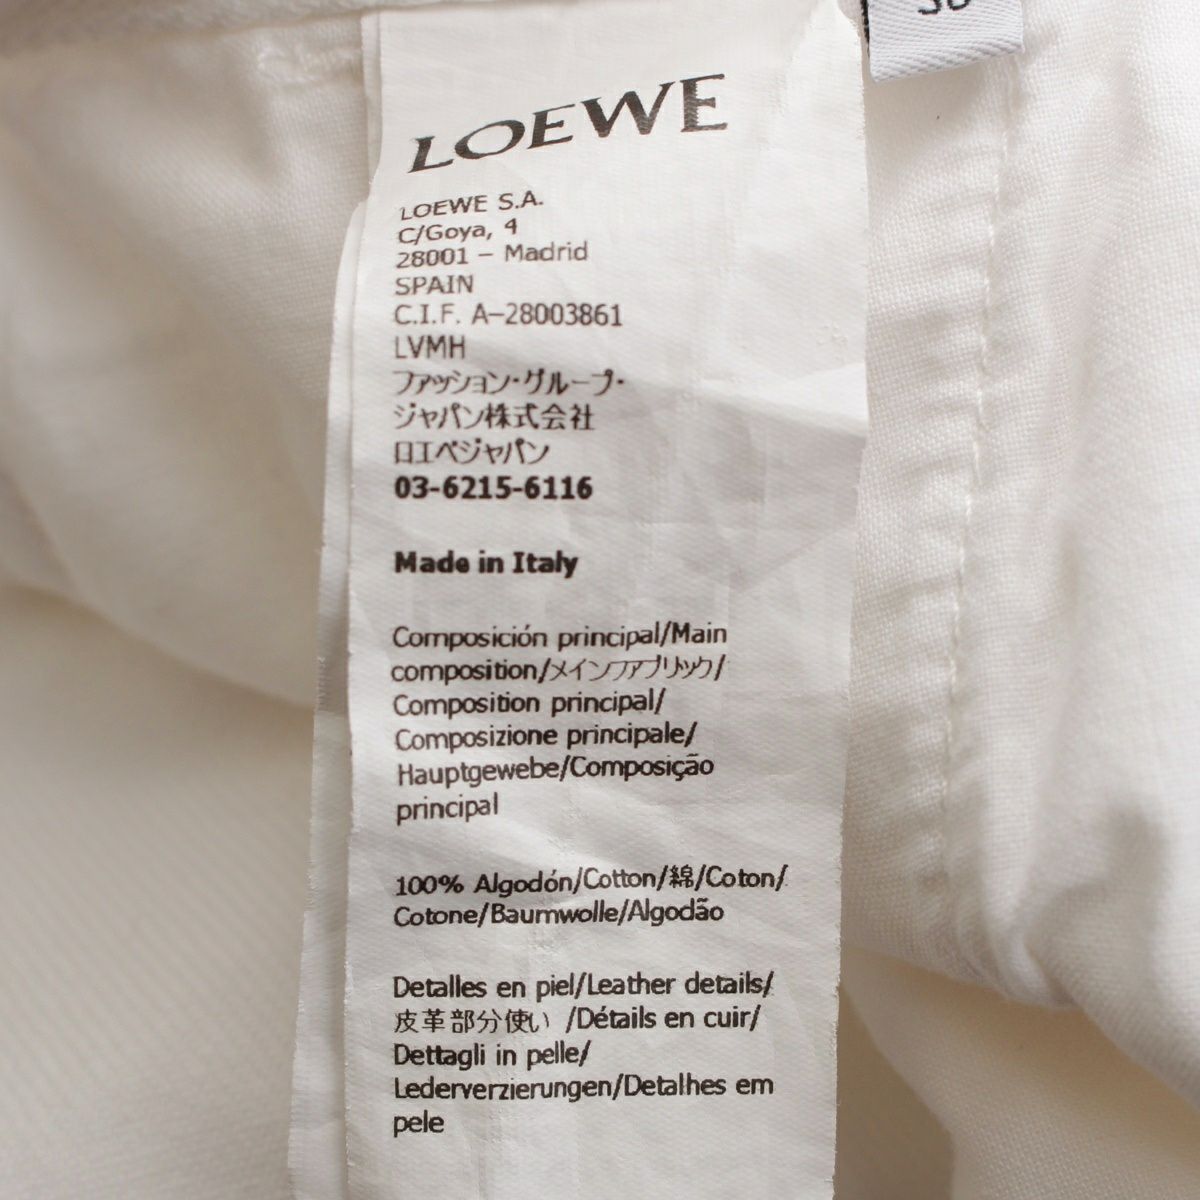 LOEWE
LOEWE S.A.
C/Goya, 4
28001 – Madrid
SPAIN
C.I.F. A–28003861
LVMH
ファッション・グループ・
ジャパン株式会社
ロエベジャパン
03-6215-6116
Made in Italy
Composición principal/Main
composition/メインファブリック/
Composition principal/
Composizione principale/
Hauptgewebe/Composição
principal
100% Algodón/Cotton/綿/Coton/
Cotone/Baumwolle/Algodão
Detalles en piel/Leather details/
皮革部分使い /Détails en cuir/
Dettagli in pelle/
Lederverzierungen/Detalhes em
pele